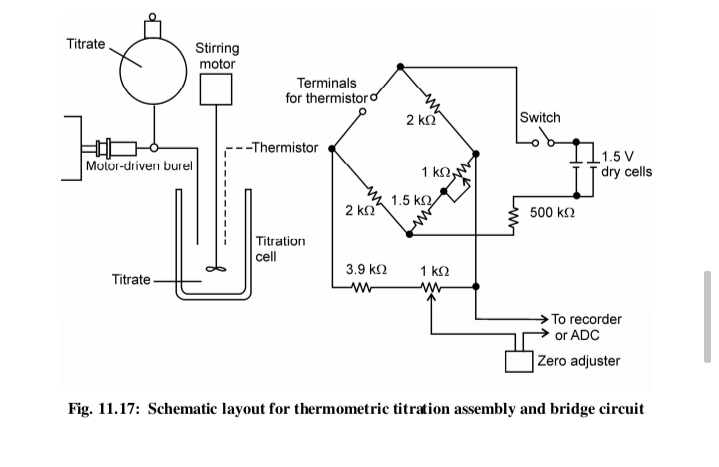 Titrate
Stirring
motor
Terminals
for thermistor
2 kΩ
Switch
Thermistor
Motor-driven buret
1 kΩ
1.5 V
dry cells
2 kΩ
1.5 kΩ
500 kΩ
Titration
cell
Titrate
3.9 kΩ
1 kΩ
To recorder
or ADC
Zero adjuster
Fig. 11.17: Schematic layout for thermometric titration assembly and bridge circuit